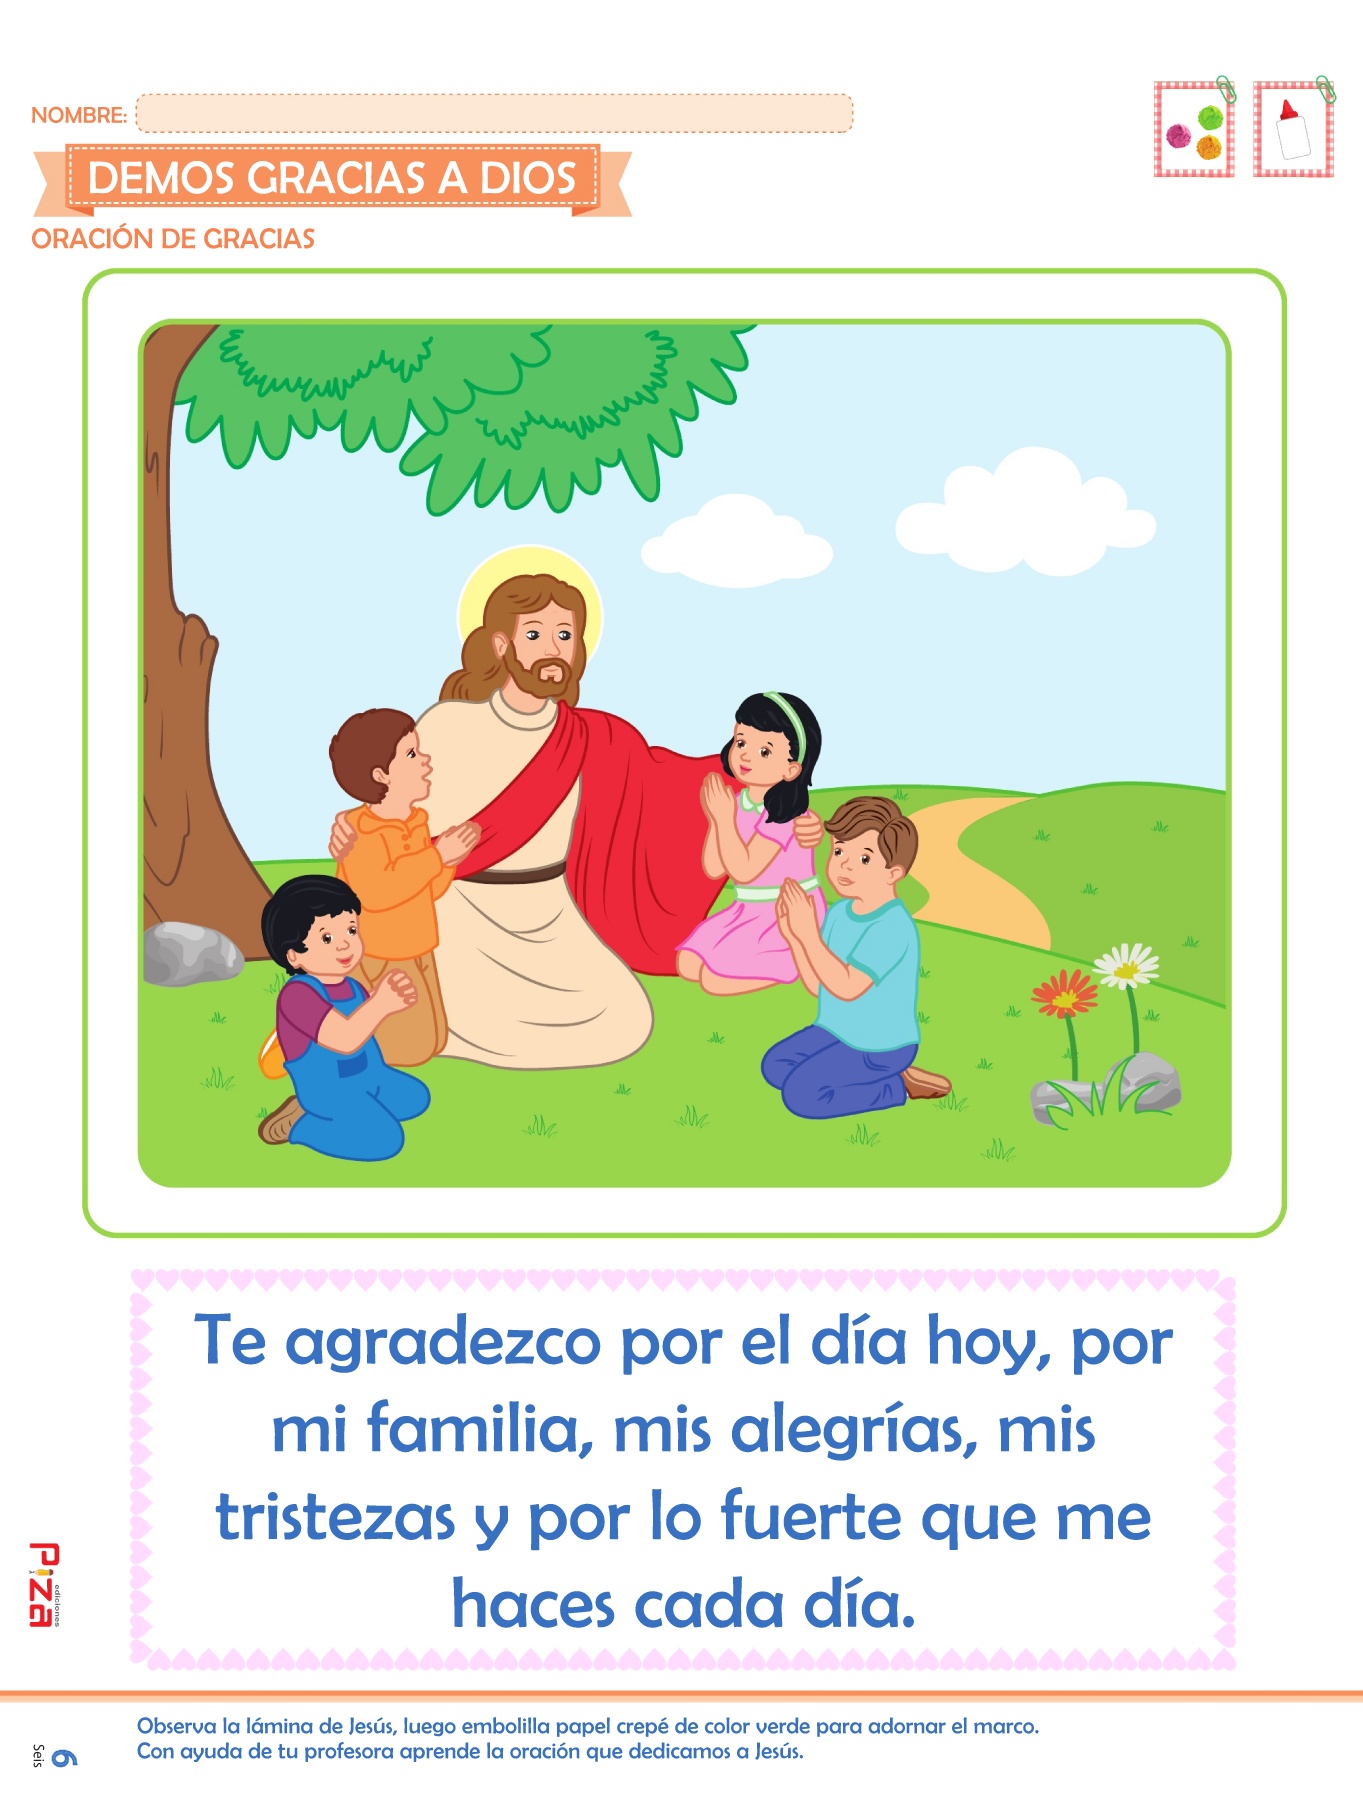 NOMBRE:
DEMOS GRACIAS A DIOS
ORACIÓN DE GRACIAS
Te agradezco por el día hoy, por
mi familia, mis alegrías, mis
tristezas y por lo fuerte que me
haces cada día.
Piza
ediciones
Observa la lámina de Jesús, luego embolilla papel crepé de color verde para adornar el marco.
Con ayuda de tu profesora aprende la oración que dedicamos a Jesús.
6
Seis